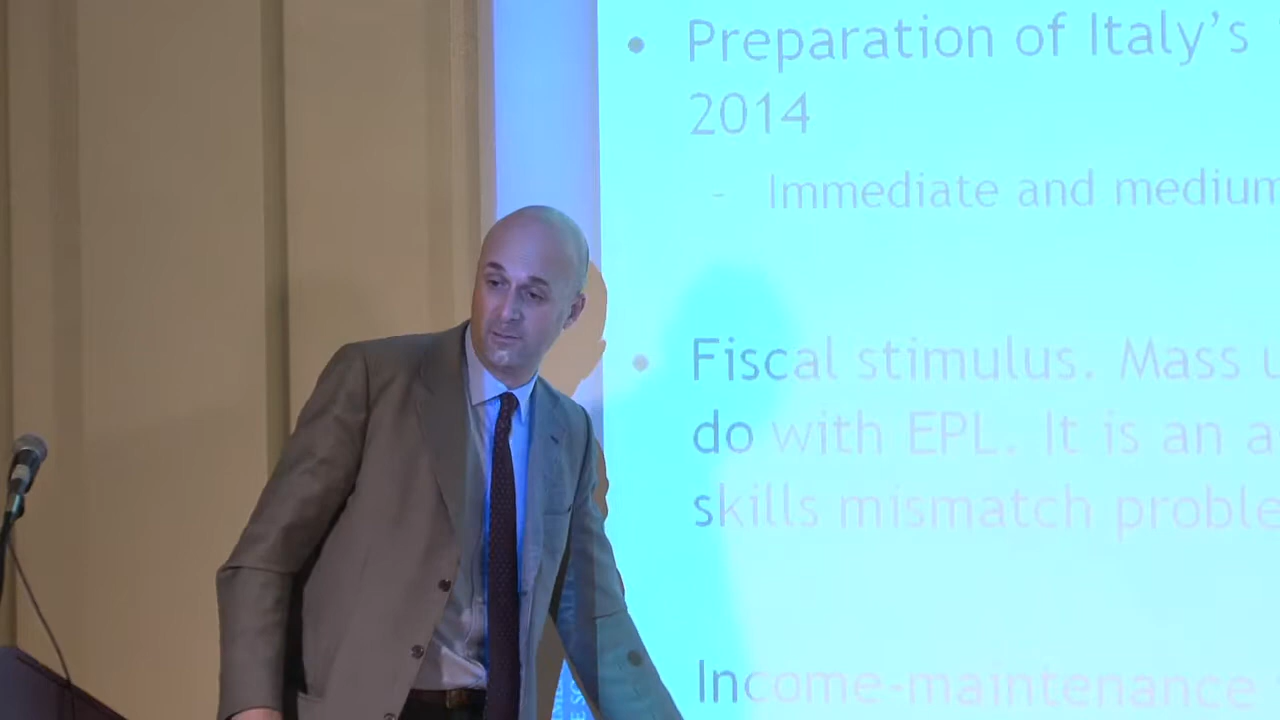 • Preparation of Italy's
2014
- Immediate and medium
• Fiscal stimulus. Mass u
do with EPL. It is an a
skills mismatch proble
Income-maintenance